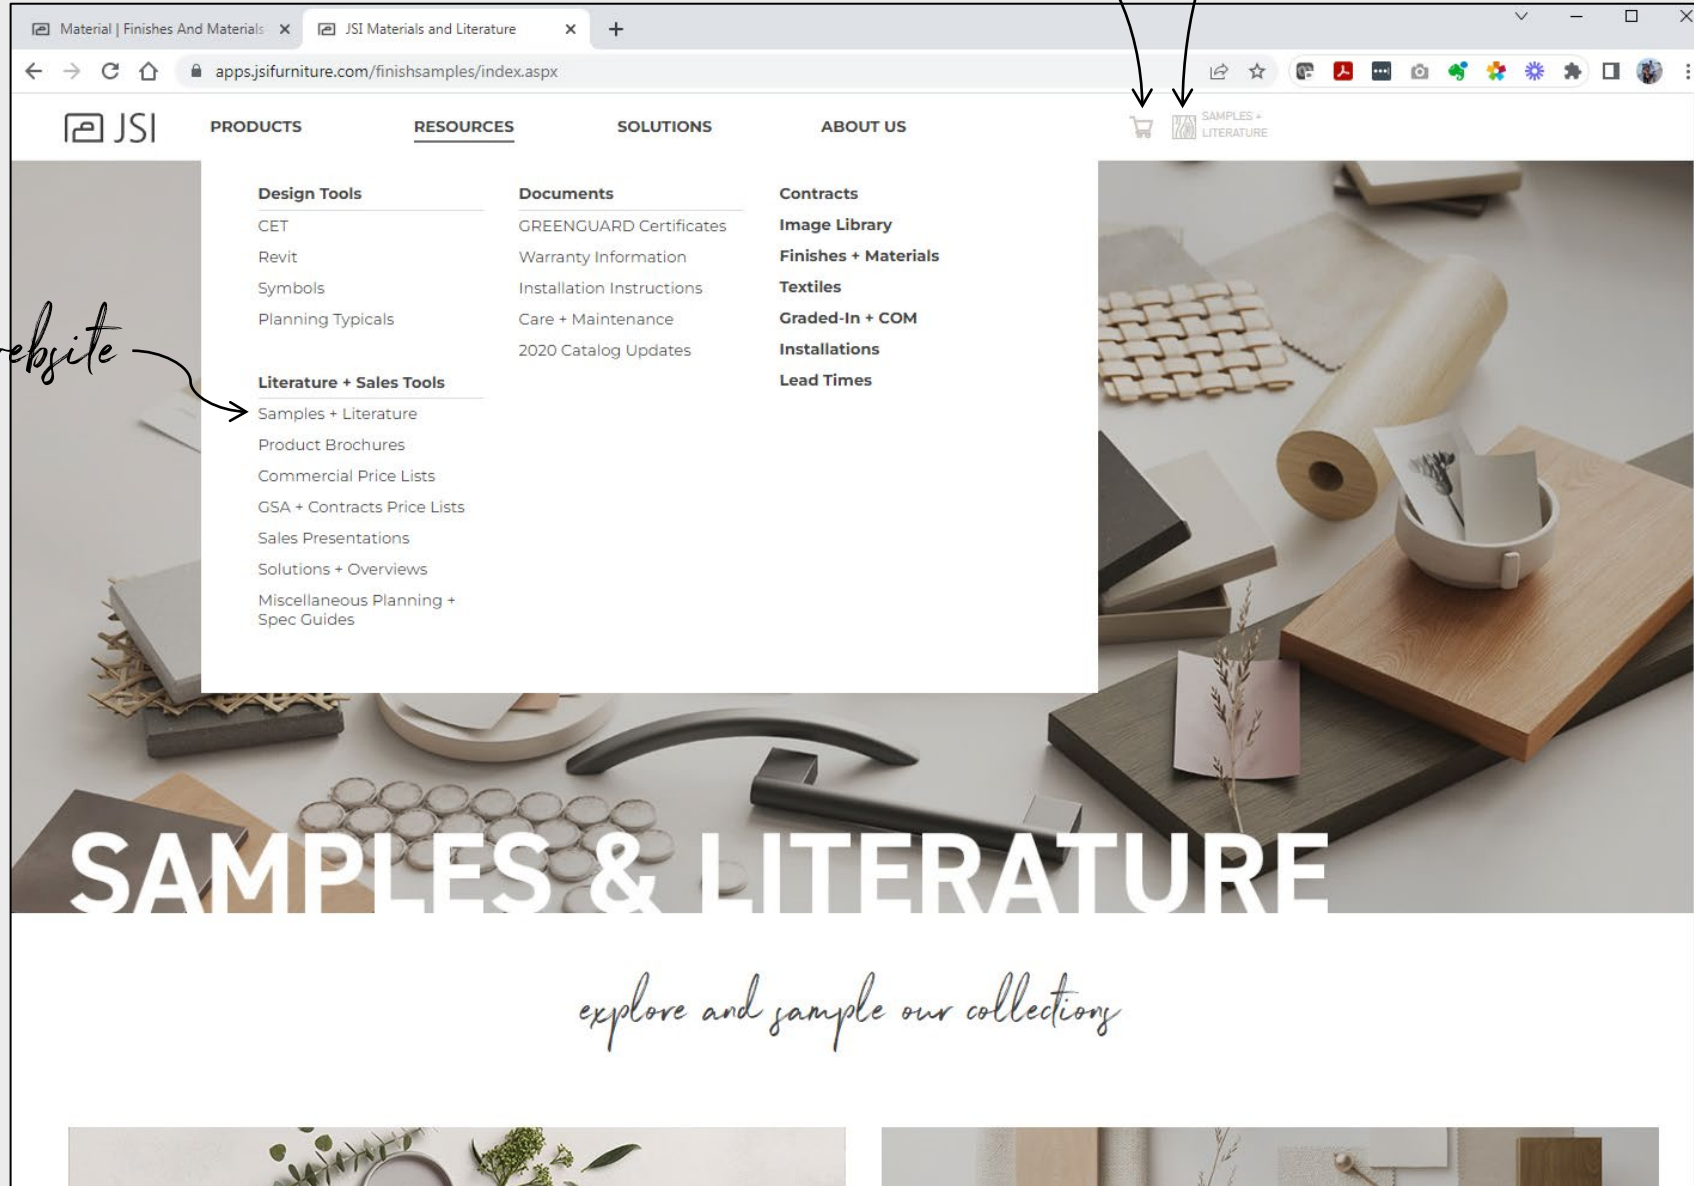 Material | Finishes And Materials
JSI Materials and Literature
apps.jsifurniture.com/finishsamples/index.aspx
JSI
PRODUCTS
RESOURCES
SOLUTIONS
ABOUT US
SAMPLES +
LITERATURE
Design Tools
CET
Revit
Symbols
Planning Typicals
Literature + Sales Tools
Samples + Literature
Product Brochures
Commercial Price Lists
GSA + Contracts Price Lists
Sales Presentations
Solutions + Overviews
Miscellaneous Planning +
Spec Guides
Documents
GREENGUARD Certificates
Warranty Information
Installation Instructions
Care + Maintenance
2020 Catalog Updates
Contracts
Image Library
Finishes + Materials
Textiles
Graded-In + COM
Installations
Lead Times
ebsite
SAMPLES & LITERATURE
explore and sample our collections